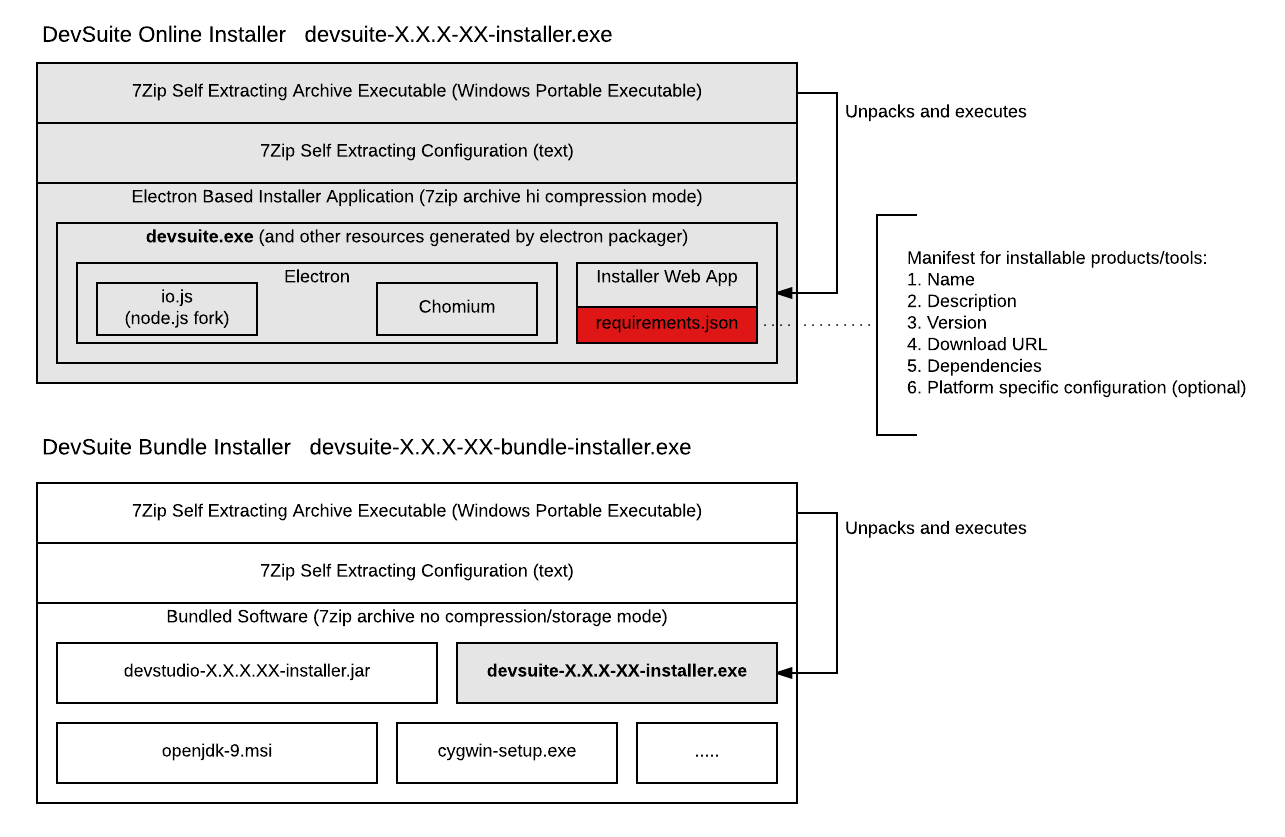 DevSuite Online Installer devsuite-X.X.X-XX-installer.exe
7Zip Self Extracting Archive Executable (Windows Portable Executable)
Unpacks and executes
7Zip Self Extracting Configuration (text)
Electron Based Installer Application (7zip archive hi compression mode)
devsuite.exe (and other resources generated by electron packager)
Electron
io.js
(node.js fork)
Chomium
Installer Web App
requirements.json
Manifest for installable products/tools:
1. Name
2. Description
3. Version
4. Download URL
5. Dependencies
6. Platform specific configuration (optional)
DevSuite Bundle Installer devsuite-X.X.X-XX-bundle-installer.exe
7Zip Self Extracting Archive Executable (Windows Portable Executable)
Unpacks and executes
7Zip Self Extracting Configuration (text)
Bundled Software (7zip archive no compression/storage mode)
devstudio-X.X.X.XX-installer.jar
devsuite-X.X.X-XX-installer.exe
openjdk-9.msi
cygwin-setup.exe
.....